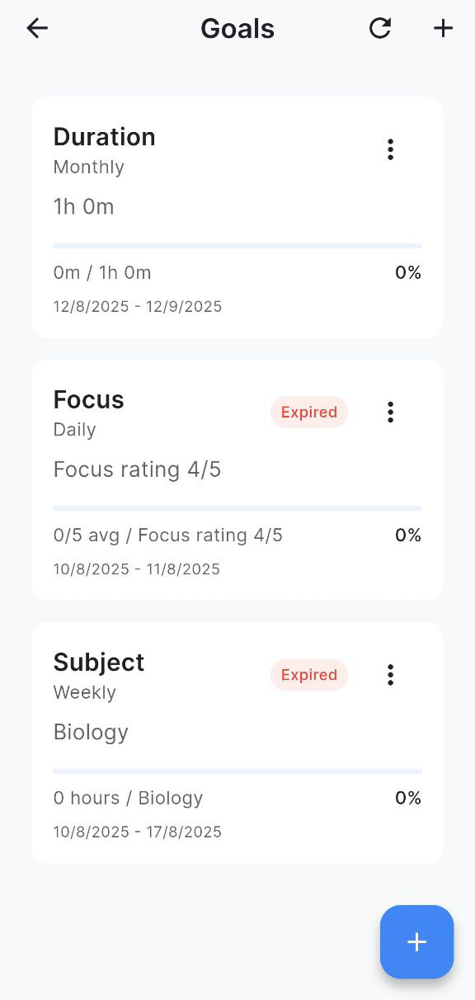 Goals
Duration
Monthly
1h 0m
0m / 1h 0m 0%
12/8/2025 - 12/9/2025
Focus
Expired
Daily
Focus rating 4/5
0/5 avg / Focus rating 4/5 0%
10/8/2025 - 11/8/2025
Subject
Expired
Weekly
Biology
0 hours / Biology 0%
10/8/2025 - 17/8/2025